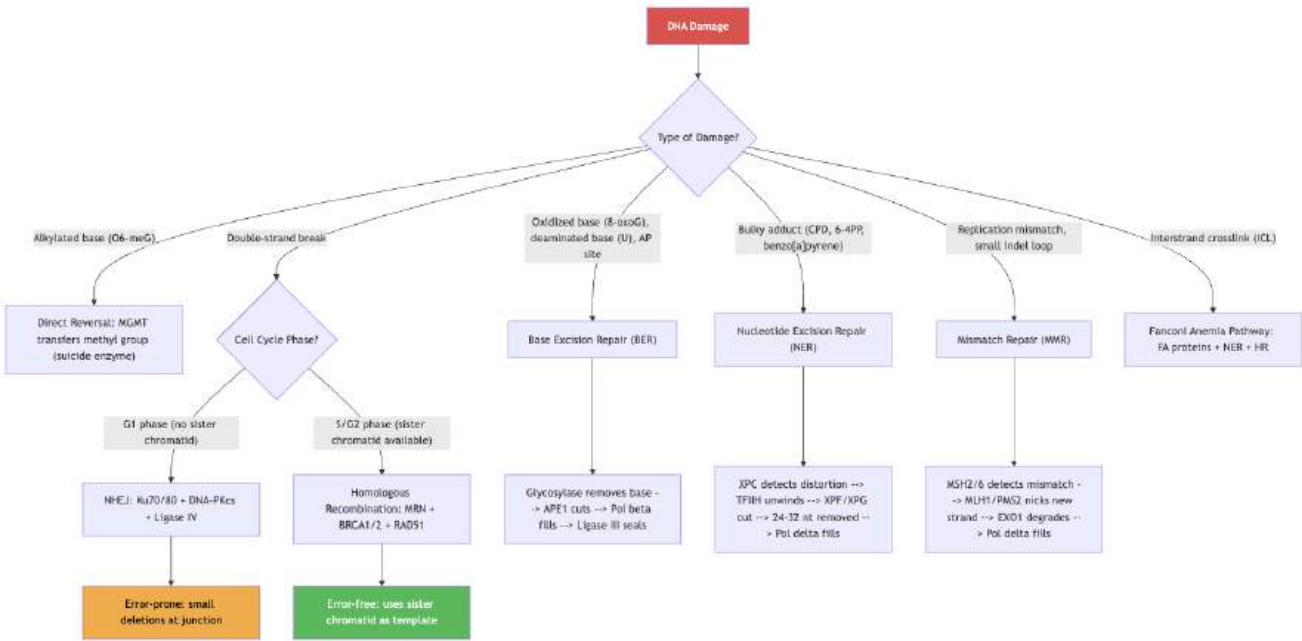 DNA Damage
Type of Damage?
Alkylated base (O6-meG)
Double-strand break
Oxidized base (8-oxoG),
deaminated base (U), AP
site
Bulky adduct (CPD, 6-4PP,
benzo[a]pyrene)
Replication mismatch,
small indel loop
Interstrand crosslink (ICL)
Direct Reversal: MGMT
transfers methyl group
(suicide enzyme)
Cell Cycle Phase?
Base Excision Repair (BER)
Nucleotide Excision Repair
(NER)
Mismatch Repair (MMR)
Fanconi Anemia Pathway:
FA proteins + NER + HR
G1 phase (no sister
chromatid)
S/G2 phase (sister
chromatid available)
NHEJ: Ku70/80 + DNA-PKcs
+ Ligase IV
Homologous
Recombination: MRN +
BRCA1/2 + RAD51
Glycosylase removes base -
-> APE1 cuts --> Pol beta
fills --> Ligase III seals
XPC detects distortion -->
TFIIH unwinds --> XPF/XPG
cut --> 24-32 nt removed --
> Pol delta fills
MSH2/6 detects mismatch -
-> MLH1/PMS2 nicks new
strand --> EXO1 degrades --
> Pol delta fills
Error-prone: small
deletions at junction
Error-free: uses sister
chromatid as template